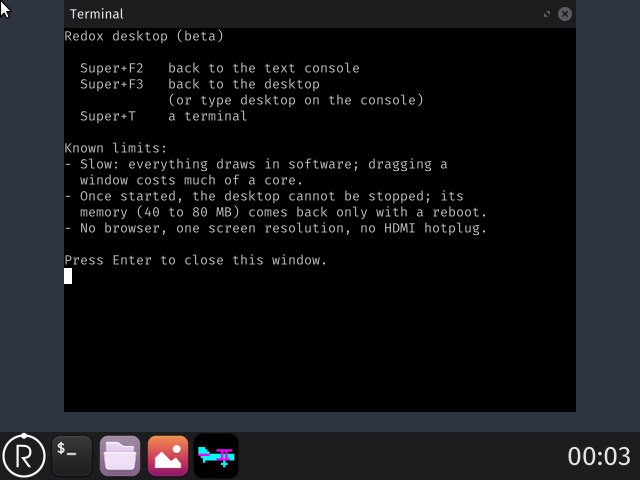 Terminal
Redox desktop (beta)
Super+F2 back to the text console
Super+F3 back to the desktop
(or type desktop on the console)
Super+T a terminal
Known limits:
- Slow: everything draws in software; dragging a
window costs much of a core.
- Once started, the desktop cannot be stopped; its
memory (40 to 80 MB) comes back only with a reboot.
- No browser, one screen resolution, no HDMI hotplug.
Press Enter to close this window.
R
$_
00:03